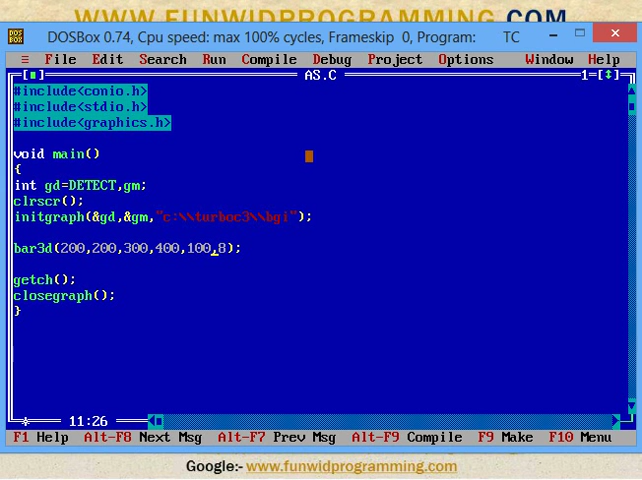 WWW.FUNWIDPROGRAMMING.COM
DOS BOX DOSBox 0.74, Cpu speed: max 100% cycles, Frameskip 0, Program: TC
≡ File Edit Search Run Compile Debug Project Options Window Help
[■] AS.C 1=[↕]
#include<conio.h>
#include<stdio.h>
#include<graphics.h>
void main()
{
int gd=DETECT,gm;
clrscr();
initgraph(&gd,&gm,"c:\\turboc3\\bgi");
bar3d(200,200,300,400,100,8);
getch();
closegraph();
}
* 11:26
F1 Help Alt-F8 Next Msg Alt-F7 Prev Msg Alt-F9 Compile F9 Make F10 Menu
Google:- www.funwidprogramming.com